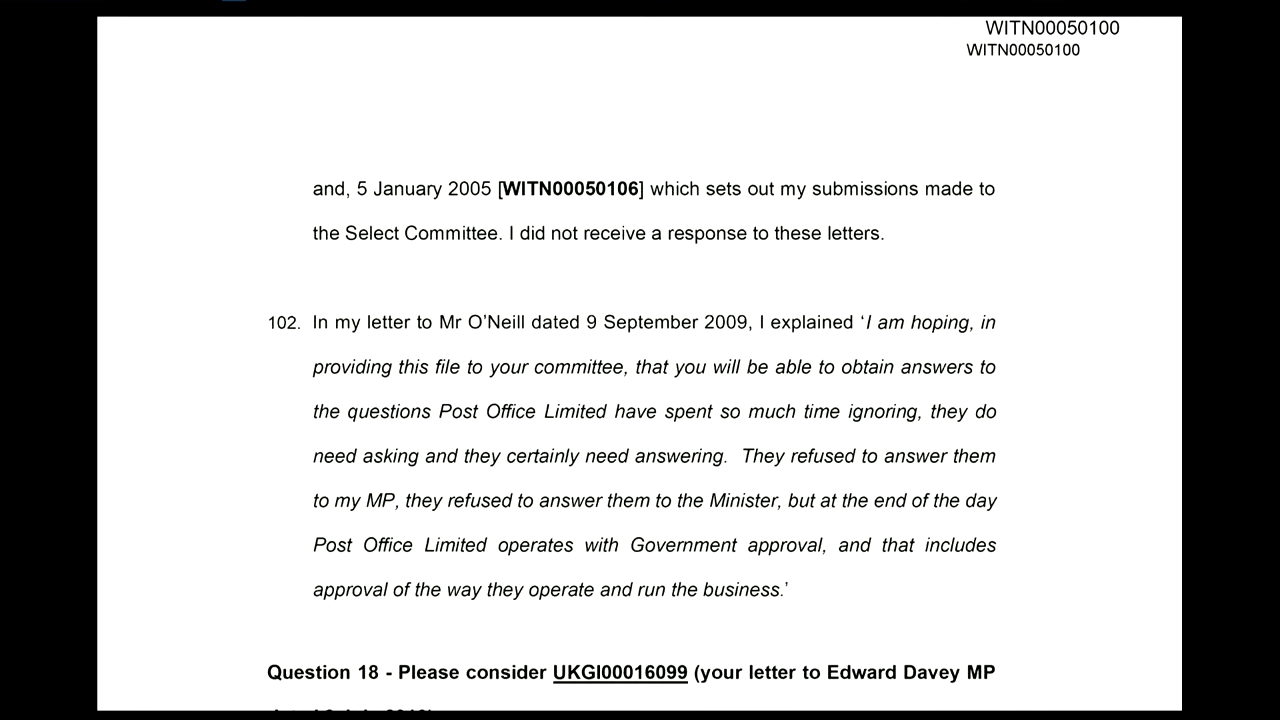 WITN00050100
WITN00050100
and, 5 January 2005 [WITN00050106] which sets out my submissions made to
the Select Committee. I did not receive a response to these letters.
102. In my letter to Mr O’Neill dated 9 September 2009, I explained ‘I am hoping, in
providing this file to your committee, that you will be able to obtain answers to
the questions Post Office Limited have spent so much time ignoring, they do
need asking and they certainly need answering. They refused to answer them
to my MP, they refused to answer them to the Minister, but at the end of the day
Post Office Limited operates with Government approval, and that includes
approval of the way they operate and run the business.’
Question 18 - Please consider UKGI00016099 (your letter to Edward Davey MP